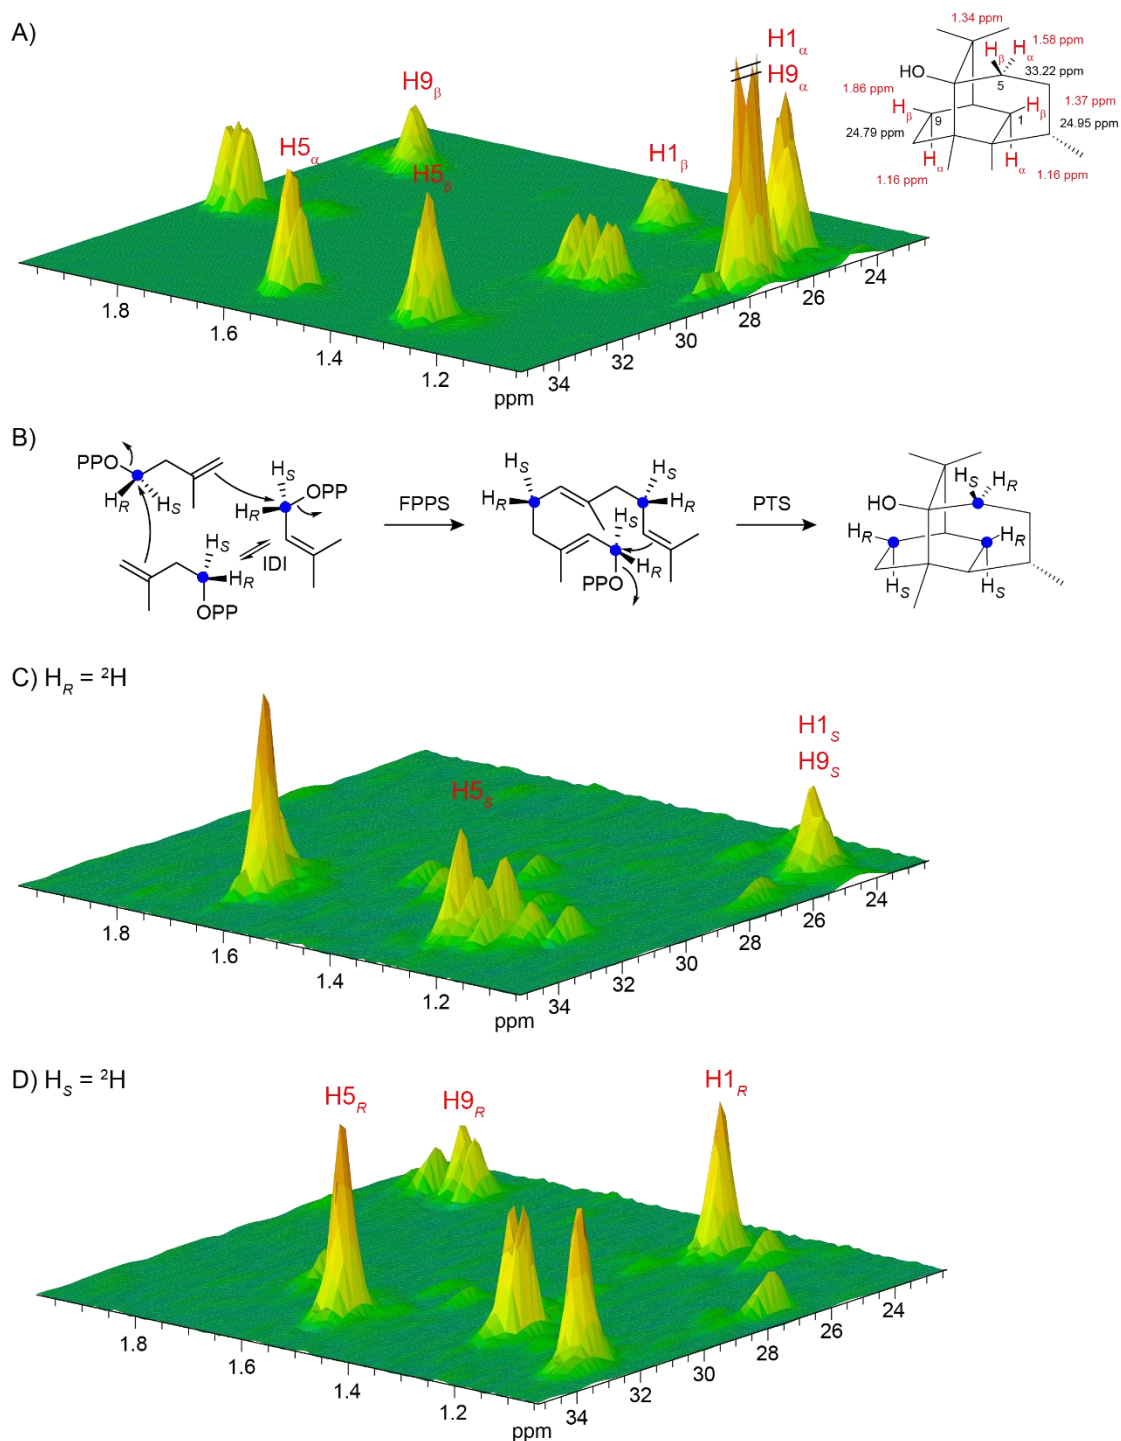 A)
H9β
H5α
H5β
H1β
H1α
H9α
1.8
1.6
1.4
1.2
ppm
34
32
30
28
26
24
1.34 ppm
1.58 ppm
Hβ
Hα
HO
5
33.22 ppm
1.86 ppm
1.37 ppm
Hβ
9
1
Hβ
24.79 ppm
24.95 ppm
Hα
Hα
1.16 ppm
1.16 ppm
B)
PPO
HR
HS
HS
OPP
HR
HS
IDI
HR
OPP
FPPS
HS
HR
HS
HR
HS
HR
PPO
PTS
HO
HS
HR
HR
HR
HS
HS
C) HR = ²H
H5S
H1S
H9S
1.8
1.6
1.4
1.2
ppm
34
32
30
28
26
24
D) HS = ²H
H5R
H9R
H1R
1.8
1.6
1.4
1.2
ppm
34
32
30
28
26
24